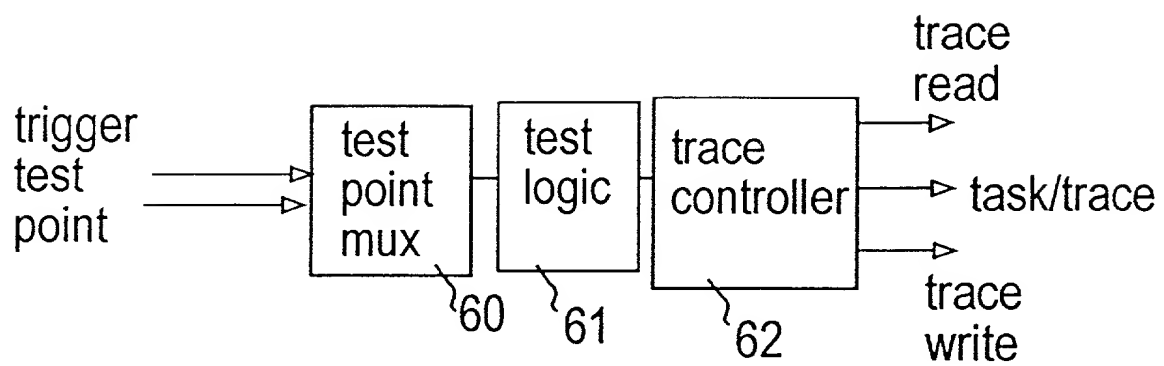 trigger
test
point
test
point
mux
60
test
logic
61
trace
controller
62
trace
read
task/trace
trace
write